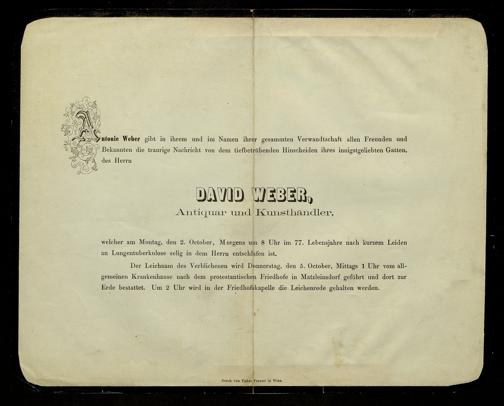 Antonie Weber gibt in ihrem und im Namen ihrer gesammten Verwandtschaft allen Freunden und
Bekannten die traurige Nachricht von dem tiefbetrübenden Hinscheiden ihres innigstgeliebten Gatten,
des Herrn
DAVID WEBER,
Antiquar und Kunsthändler,
welcher am Montag, den 2. October, Morgens um 8 Uhr im 77. Lebensjahre nach kurzem Leiden
an Lungentuberkulose selig in dem Herrn entschlafen ist.
Der Leichnam des Verblichenen wird Donnerstag, den 5. October, Mittags 1 Uhr vom all-
gemeinen Krankenhause nach dem protestantischen Friedhofe in Matzleinsdorf geführt und dort zur
Erde bestattet. Um 2 Uhr wird in der Friedhofskapelle die Leichenrede gehalten werden.
Druck von in Wien.